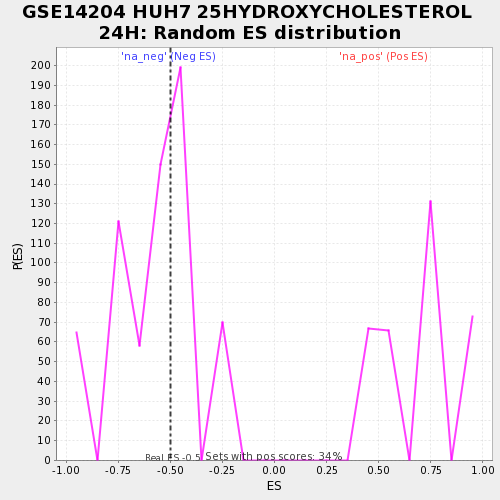 GSE14204 HUH7 25HYDROXYCHOLESTEROL
24H: Random ES distribution
'na_neg' (Neg ES)
'na_pos' (Pos ES)
200
190
180
170
160
150
140
130
120
110
100
90
80
70
60
50
40
30
20
10
0
P(ES)
Real ES -0.5
Sets with pos scores: 34%
-1.00 -0.75 -0.50 -0.25 0.00 0.25 0.50 0.75 1.00
ES